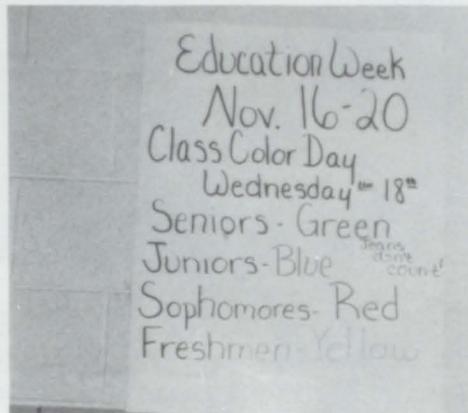 Education Week
Nov. 16-20
Class Color Day
Wednesday - 18th
Seniors - Green
Juniors - Blue Jeans don't count!
Sophomores - Red
Freshmen - Yellow